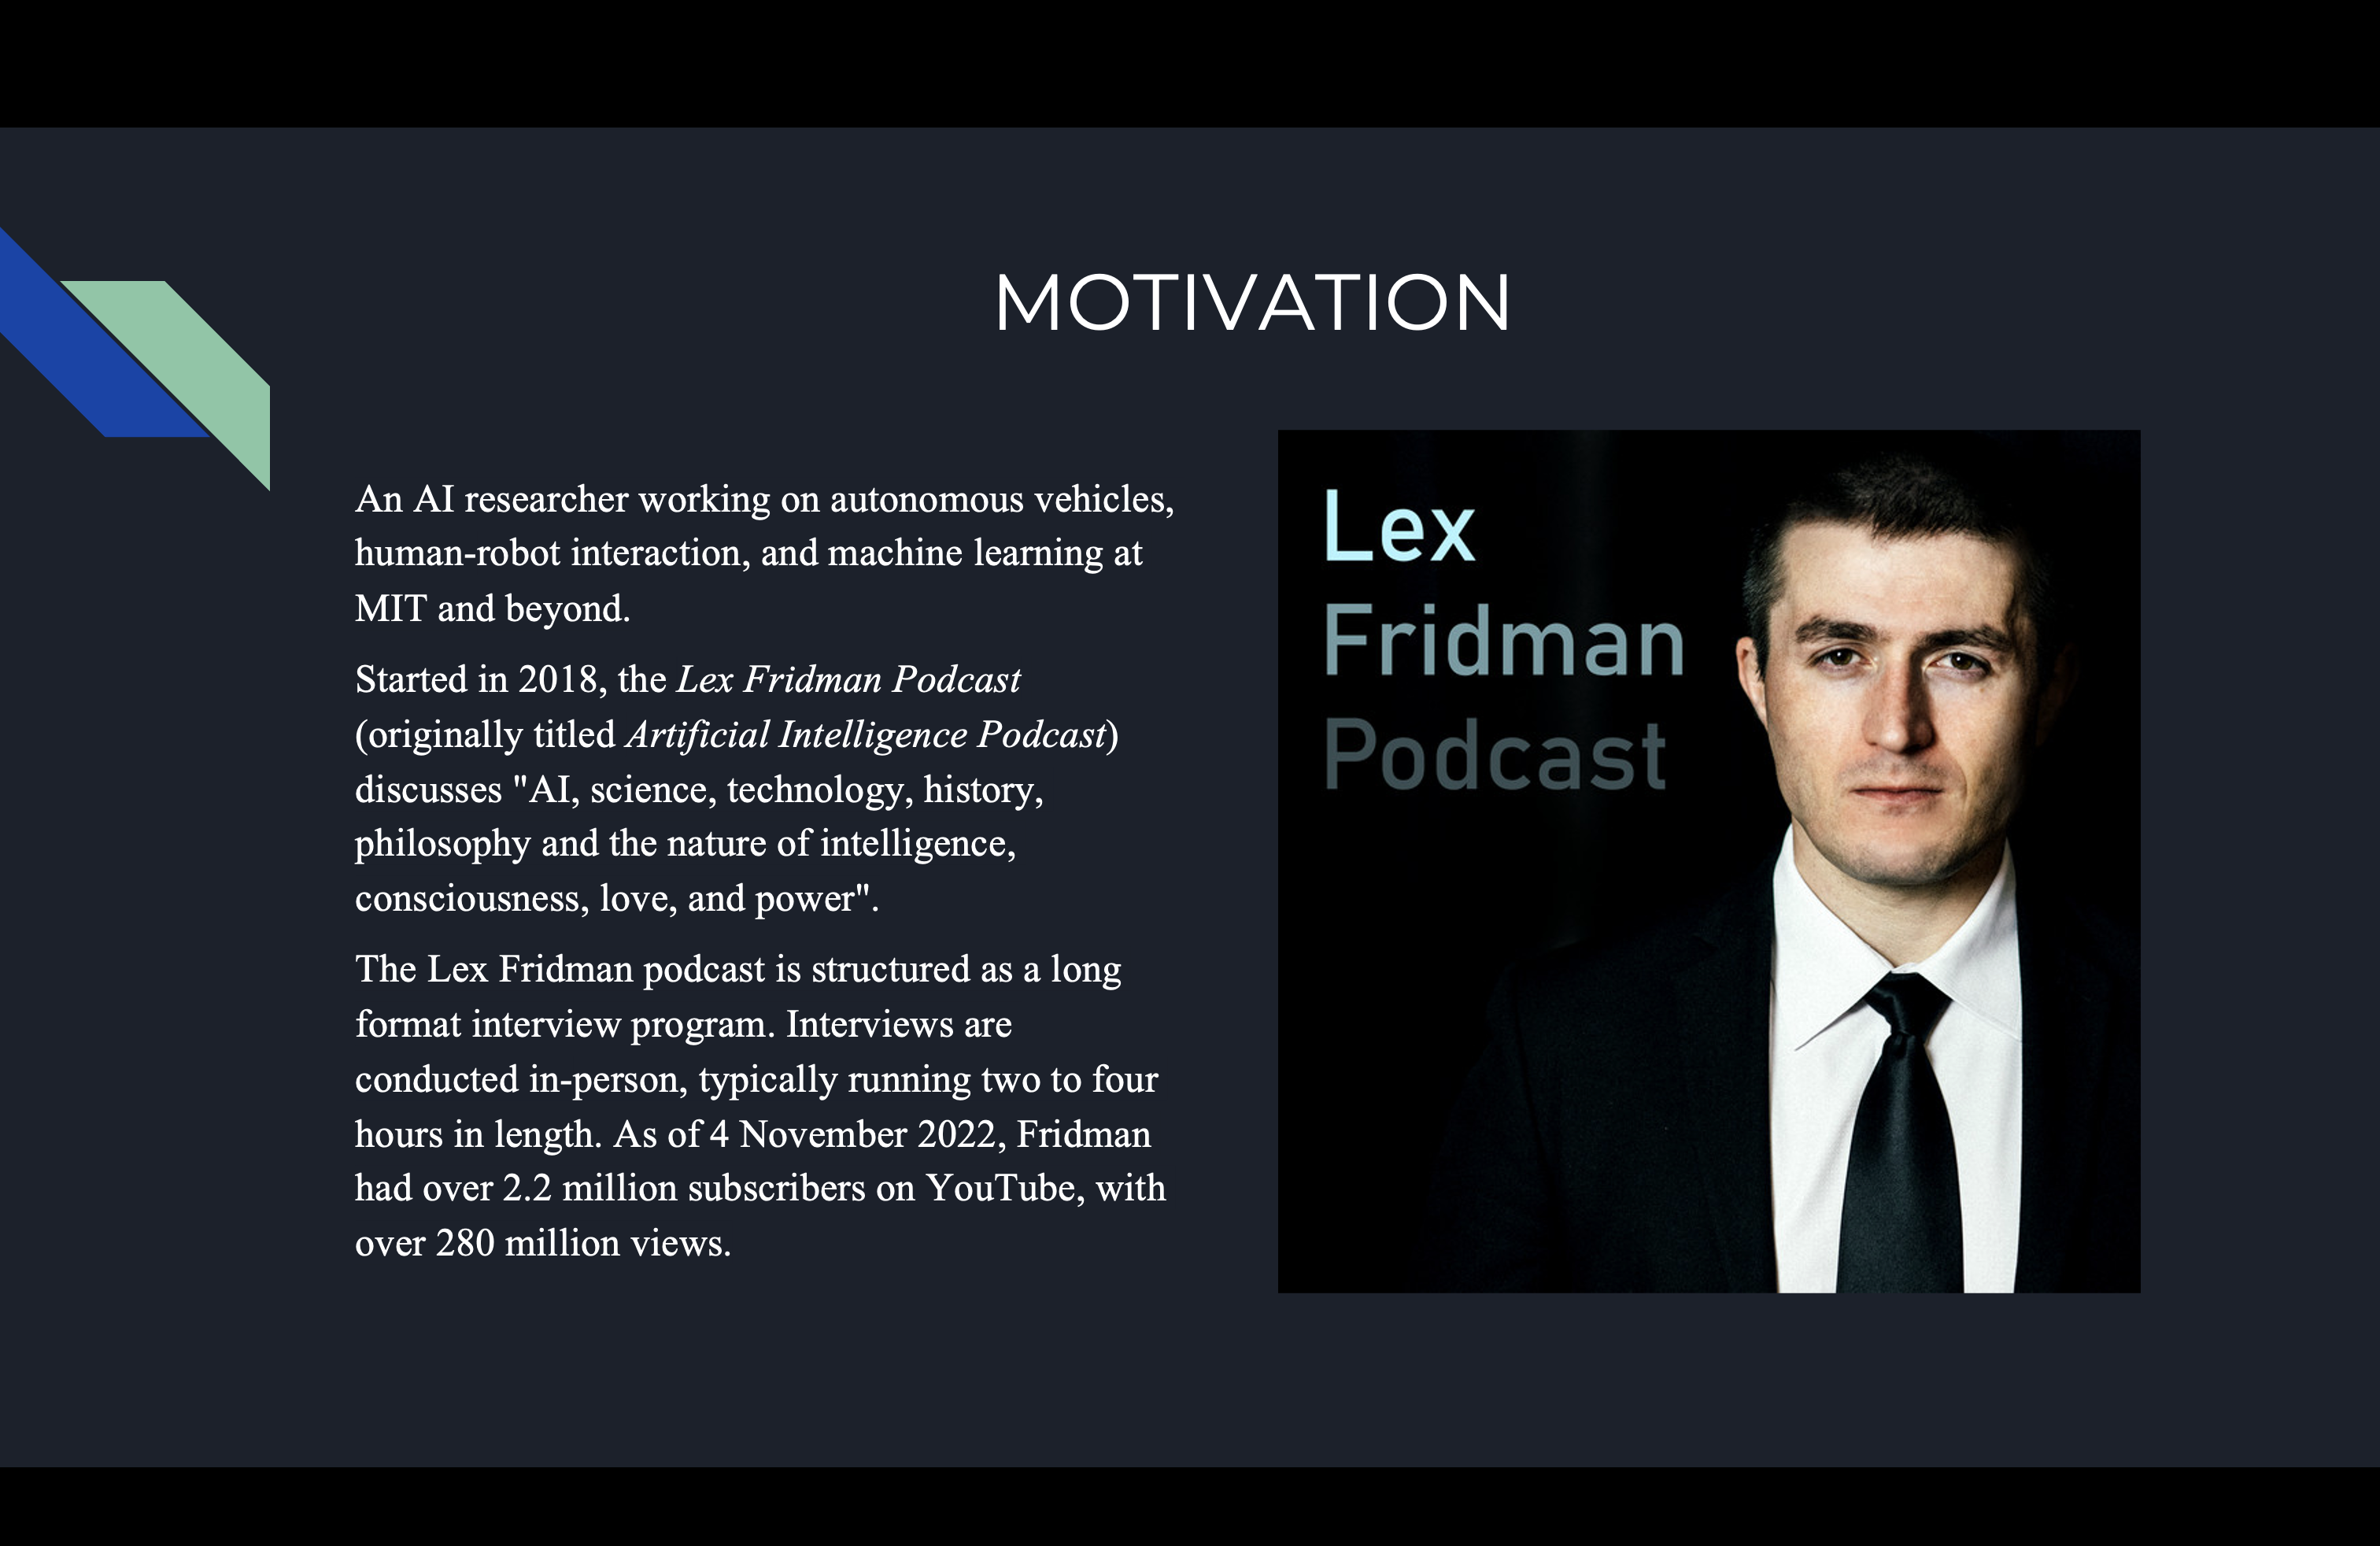 MOTIVATION
An AI researcher working on autonomous vehicles,
human-robot interaction, and machine learning at
MIT and beyond.
Started in 2018, the Lex Fridman Podcast
(originally titled Artificial Intelligence Podcast)
discusses "AI, science, technology, history,
philosophy and the nature of intelligence,
consciousness, love, and power".
The Lex Fridman podcast is structured as a long
format interview program. Interviews are
conducted in-person, typically running two to four
hours in length. As of 4 November 2022, Fridman
had over 2.2 million subscribers on YouTube, with
over 280 million views.
Lex
Fridman
Podcast